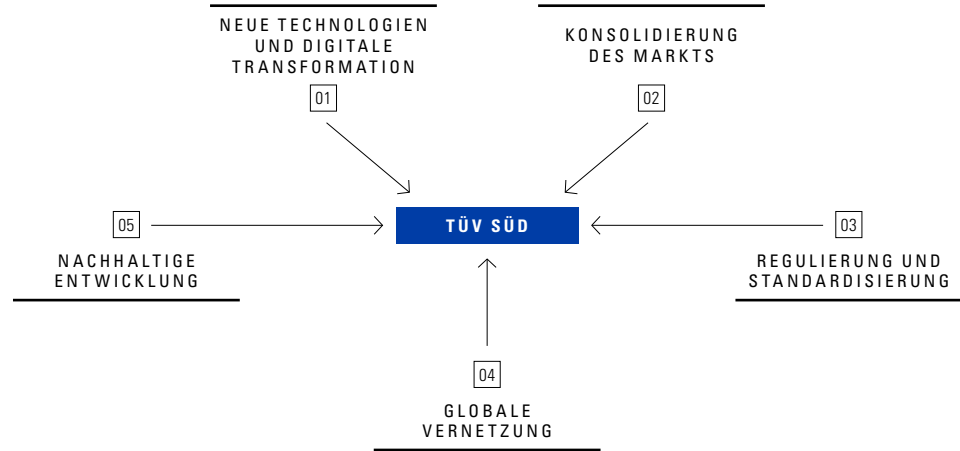 NEUE TECHNOLOGIEN
UND DIGITALE
TRANSFORMATION
01
KONSOLIDIERUNG
DES MARKTS
02
TÜV SÜD
03
REGULIERUNG UND
STANDARDISIERUNG
04
GLOBALE
VERNETZUNG
05
NACHHALTIGE
ENTWICKLUNG